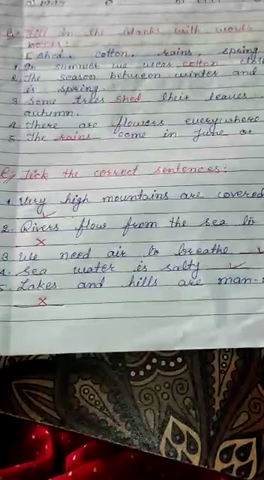 Fill in the blanks with words
boxes:
[ shed, cotton, rains, spring
1. In summer we wear cotton cloth
2. The season between winter and
is spring.
3 Some trees shed their leaves
autumn.
4. There are flowers everywhere
5. The rains come in June or
Tick the correct sentences:
1. Very high mountains are covered
2. Rivers flow from the sea to
x
3 We need air to breathe ✓
4. Sea water is salty ✓
5. Lakes and hills are man-
x